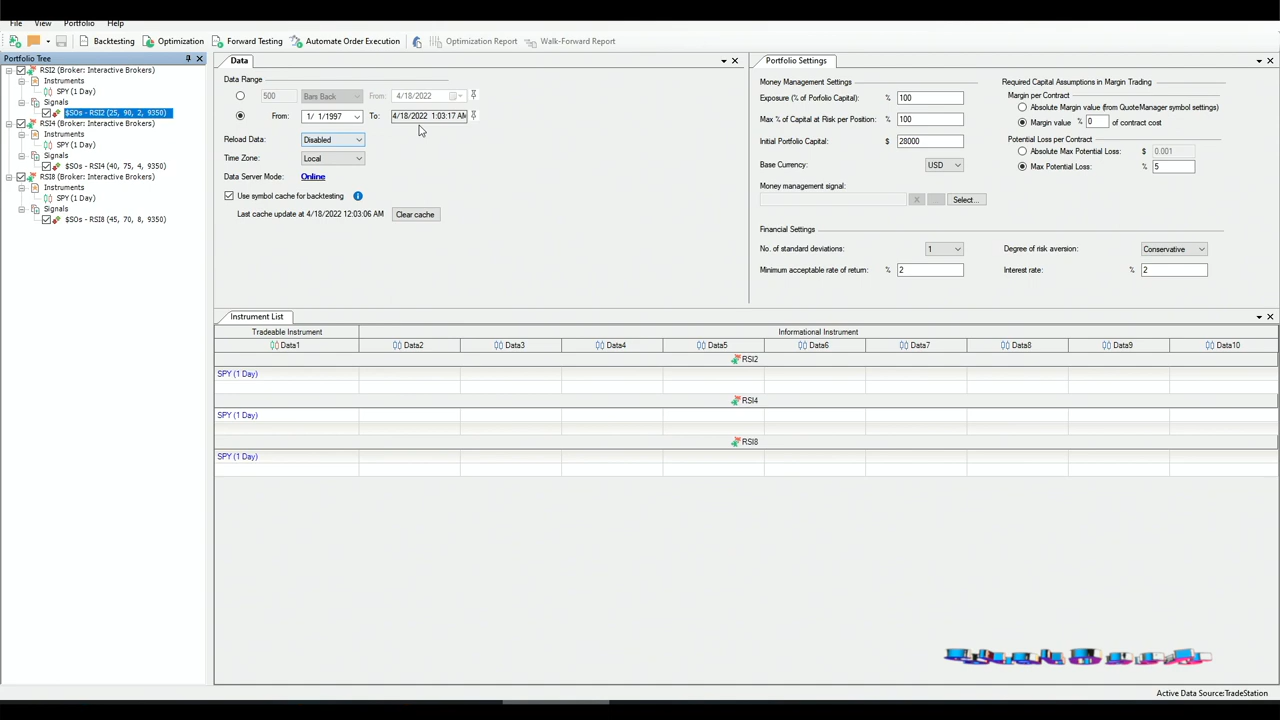 File View Portfolio Help
Backtesting Optimization Forward Testing Automate Order Execution Optimization Report Walk-Forward Report
Portfolio Tree
RSI2 (Broker: Interactive Brokers)
Instruments
SPY (1 Day)
Signals
$SOs - RSI2 (25, 90, 2, 9350)
RSI4 (Broker: Interactive Brokers)
Instruments
SPY (1 Day)
Signals
$SOs - RSI4 (40, 75, 4, 9350)
RSI8 (Broker: Interactive Brokers)
Instruments
SPY (1 Day)
Signals
$SOs - RSI8 (45, 70, 8, 9350)
Data
Data Range
500 Bars Back From: 4/18/2022
From: 1/ 1/1997 To: 4/18/2022 1:03:17 AM
Reload Data: Disabled
Time Zone: Local
Data Server Mode: Online
Use symbol cache for backtesting
Last cache update at 4/18/2022 12:03:06 AM Clear cache
Portfolio Settings
Money Management Settings
Exposure (% of Porfolio Capital): % 100
Max % of Capital at Risk per Position: % 100
Initial Portfolio Capital: $ 28000
Base Currency: USD
Money management signal:
X ... Select...
Required Capital Assumptions in Margin Trading
Margin per Contract
Absolute Margin value (from QuoteManager symbol settings)
Margin value % 0 of contract cost
Potential Loss per Contract
Absolute Max Potential Loss: $ 0.001
Max Potential Loss: % 5
Financial Settings
No. of standard deviations: 1 Degree of risk aversion: Conservative
Minimum acceptable rate of return: % 2 Interest rate: % 2
Instrument List
Tradeable Instrument Informational Instrument
Data1 Data2 Data3 Data4 Data5 Data6 Data7 Data8 Data9 Data10
RSI2
SPY (1 Day)
RSI4
SPY (1 Day)
RSI8
SPY (1 Day)
Active Data Source:TradeStation